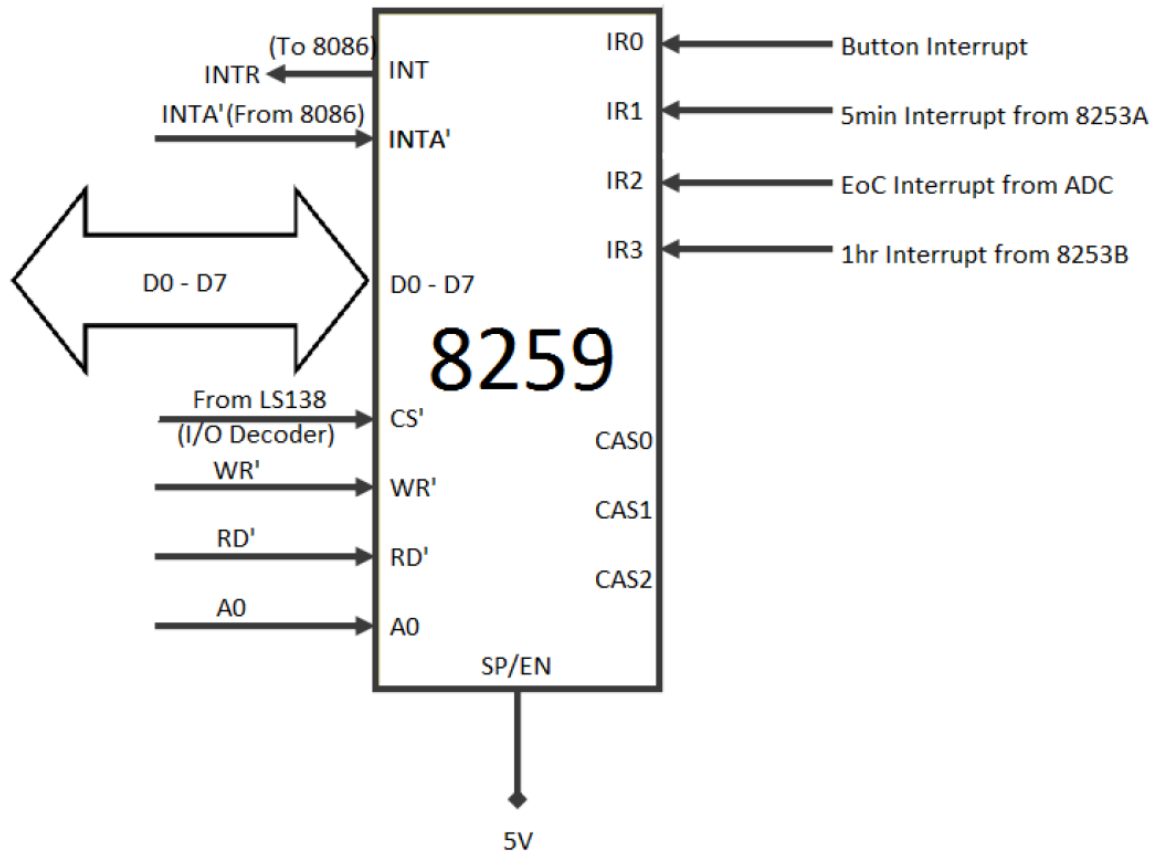 (To 8086)
INTR
INT
INTA'(From 8086)
INTA'
D0 - D7
D0 - D7
8259
From LS138
(I/O Decoder)
CS'
WR'
WR'
RD'
RD'
A0
A0
IR0
Button Interrupt
IR1
5min Interrupt from 8253A
IR2
EoC Interrupt from ADC
IR3
1hr Interrupt from 8253B
CAS0
CAS1
CAS2
SP/EN
5V